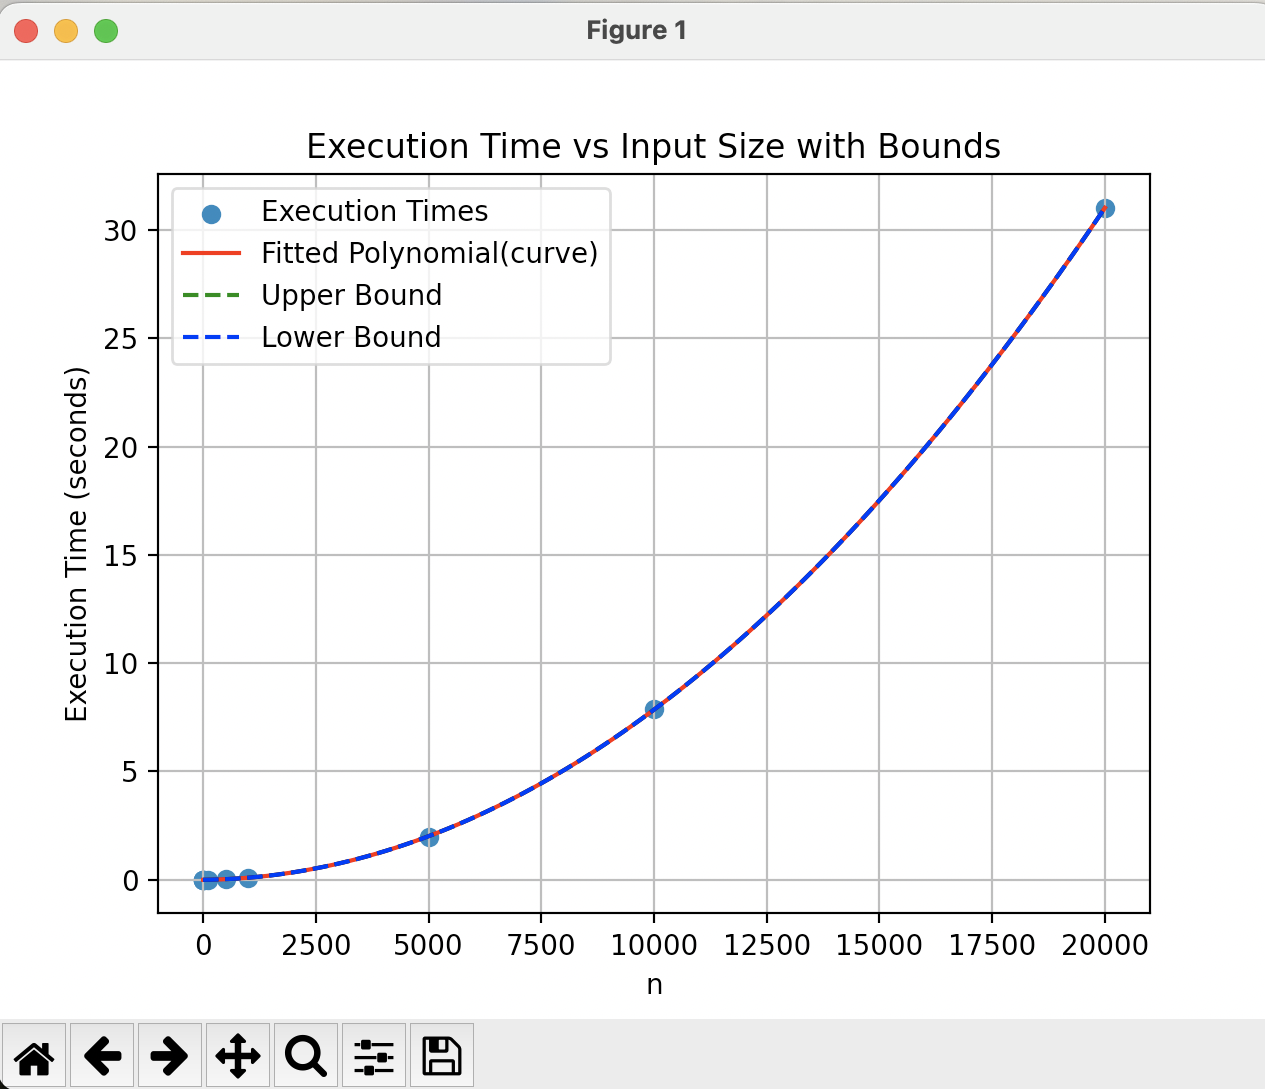 Figure 1
Execution Time vs Input Size with Bounds
Execution Times
Fitted Polynomial(curve)
Upper Bound
Lower Bound
Execution Time (seconds)
30
25
20
15
10
5
0
0 2500 5000 7500 10000 12500 15000 17500 20000
n